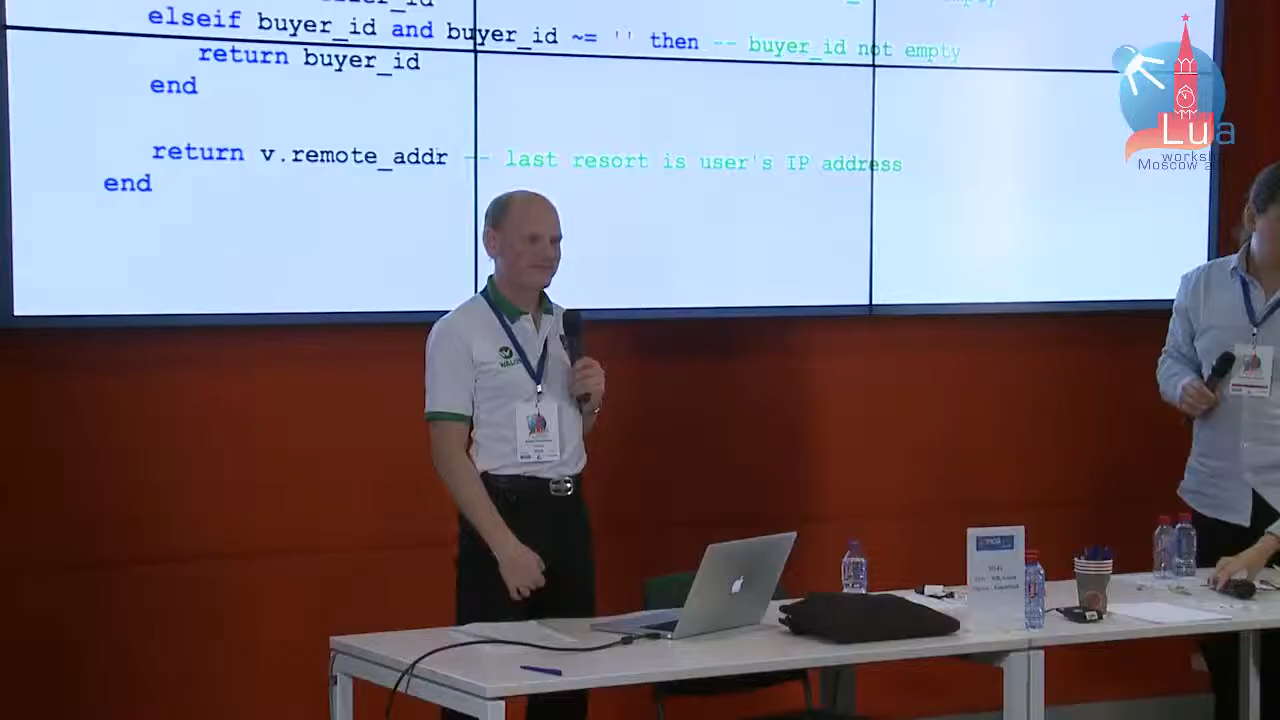 elseif buyer_id and buyer_id ~= '' then -- buyer_id not empty
return buyer_id
end
return v.remote_addr -- last resort is user's IP address
end
Lua
Moscow